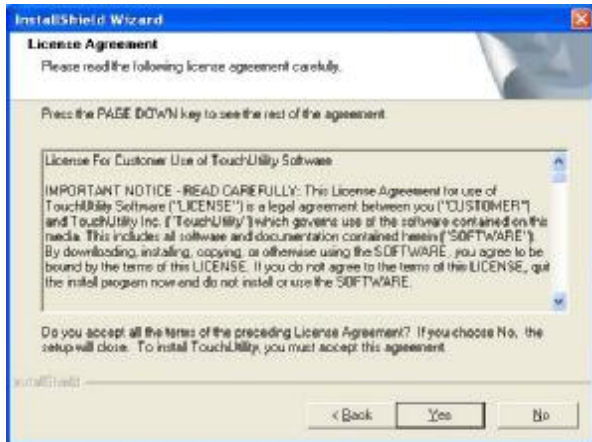 InstallShield Wizard
License Agreement
Please read the following license agreement carefully.
Press the PAGE DOWN key to see the rest of the agreement.
License For Customer Use of TouchUtility Software
IMPORTANT NOTICE - READ CAREFULLY: This License Agreement for use of
TouchUtility Software ("LICENSE") is a legal agreement between you ("CUSTOMER")
and TouchUtility Inc. ("TouchUtility") which governs use of the software contained on this
media. This includes all software and documentation contained herein ("SOFTWARE").
By downloading, installing, copying, or otherwise using the SOFTWARE, you agree to be
bound by the terms of this LICENSE. If you do not agree to the terms of this LICENSE, quit
the install program now and do not install or use the SOFTWARE.
Do you accept all the terms of the preceding License Agreement? If you choose No, the
setup will close. To install TouchUtility, you must accept this agreement.
InstallShield
< Back Yes No